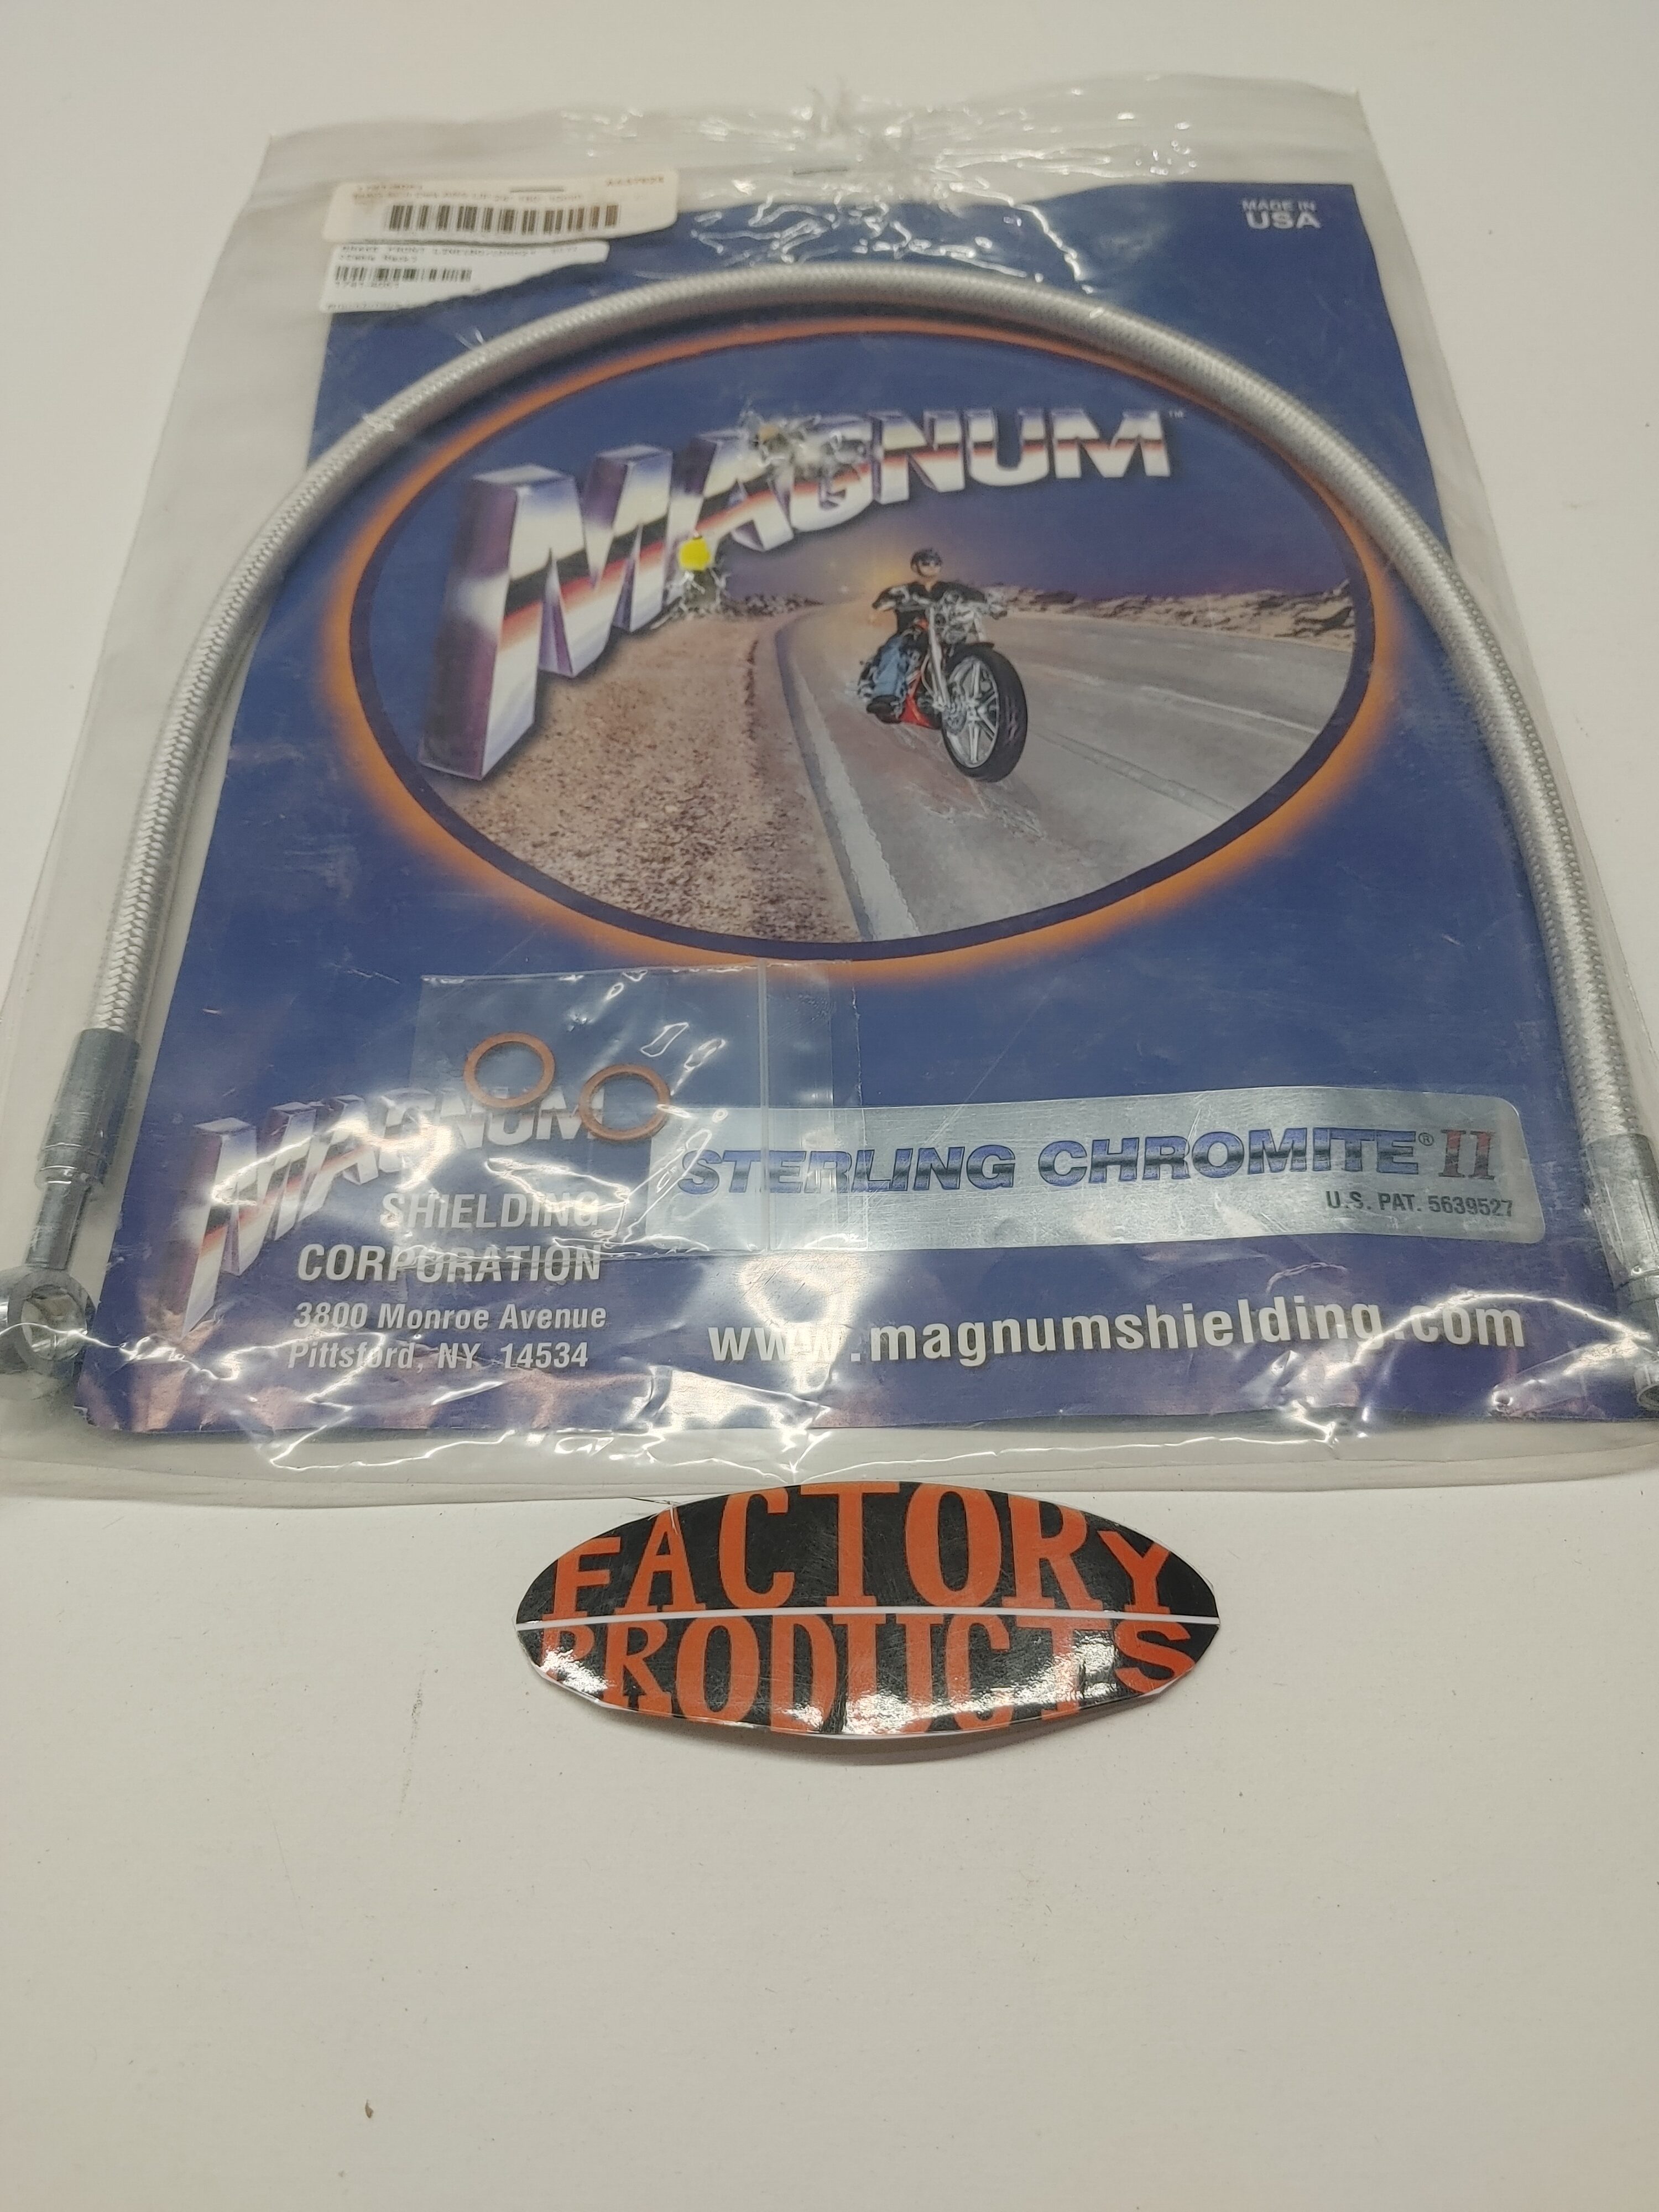 MADE IN
USA
MAGNUM™
MAGNUM
SHIELDING
CORPORATION
3800 Monroe Avenue
Pittsford, NY 14534
STERLING CHROMITE® II
U.S. PAT. 5639527
www.magnumshielding.com
FACTORY
PRODUCTS